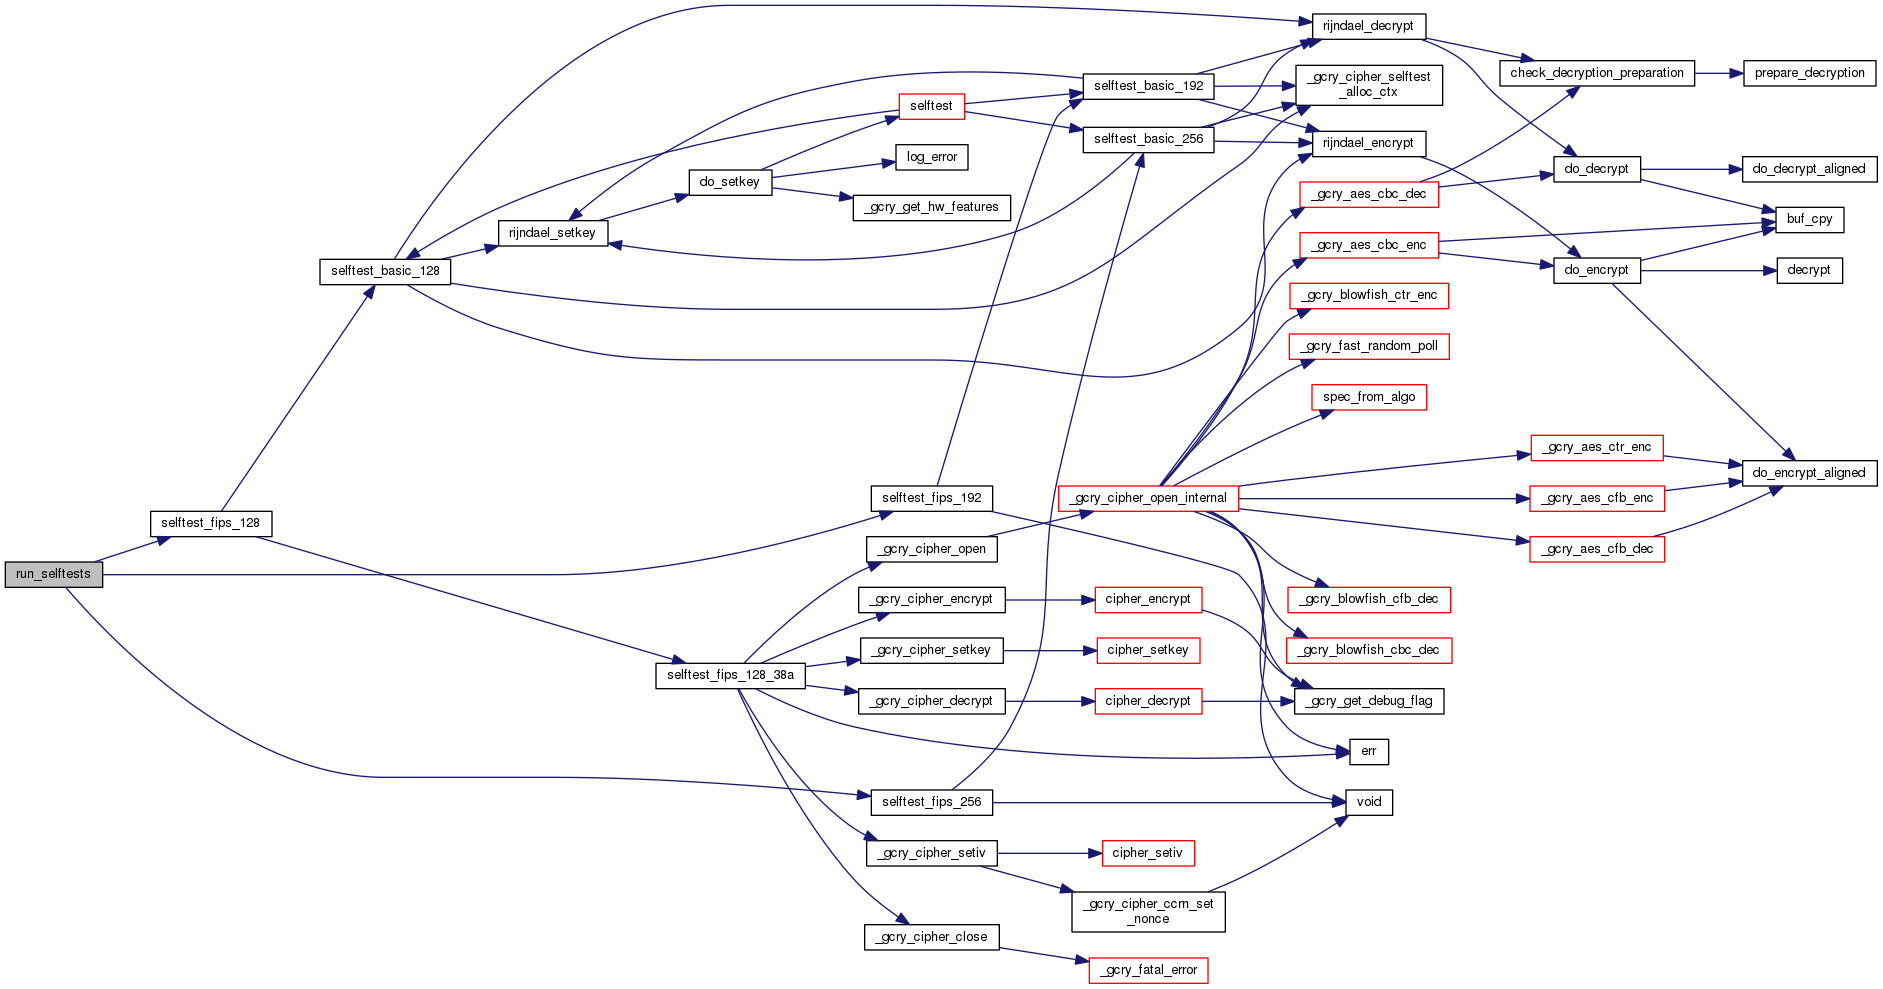 rijndael_decrypt
check_decryption_preparation
prepare_decryption
_gcry_cipher_selftest
_alloc_ctx
selftest_basic_192
selftest
selftest_basic_256
rijndael_encrypt
log_error
do_decrypt
do_decrypt_aligned
do_setkey
_gcry_aes_cbc_dec
_gcry_get_hw_features
buf_cpy
rijndael_setkey
_gcry_aes_cbc_enc
selftest_basic_128
do_encrypt
decrypt
_gcry_blowfish_ctr_enc
_gcry_fast_random_poll
spec_from_algo
_gcry_aes_ctr_enc
do_encrypt_aligned
selftest_fips_192
_gcry_cipher_open_internal
_gcry_aes_cfb_enc
selftest_fips_128
_gcry_cipher_open
_gcry_aes_cfb_dec
run_selftests
_gcry_cipher_encrypt
cipher_encrypt
_gcry_blowfish_cfb_dec
_gcry_cipher_setkey
cipher_setkey
_gcry_blowfish_cbc_dec
selftest_fips_128_38a
_gcry_cipher_decrypt
cipher_decrypt
_gcry_get_debug_flag
err
selftest_fips_256
void
_gcry_cipher_setiv
cipher_setiv
_gcry_cipher_ccm_set
_nonce
_gcry_cipher_close
_gcry_fatal_error